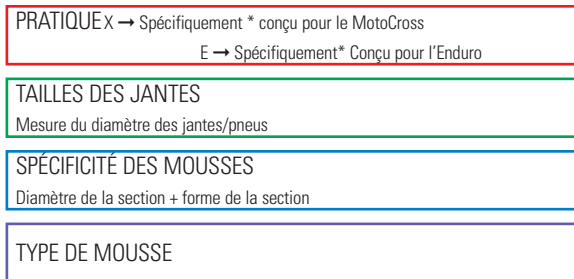 PRATIQUE X → Spécifiquement * conçu pour le MotoCross
E → Spécifiquement* Conçu pour l'Enduro
TAILLES DES JANTES
Mesure du diamètre des jantes/pneus
SPÉCIFICITÉ DES MOUSSES
Diamètre de la section + forme de la section
TYPE DE MOUSSE